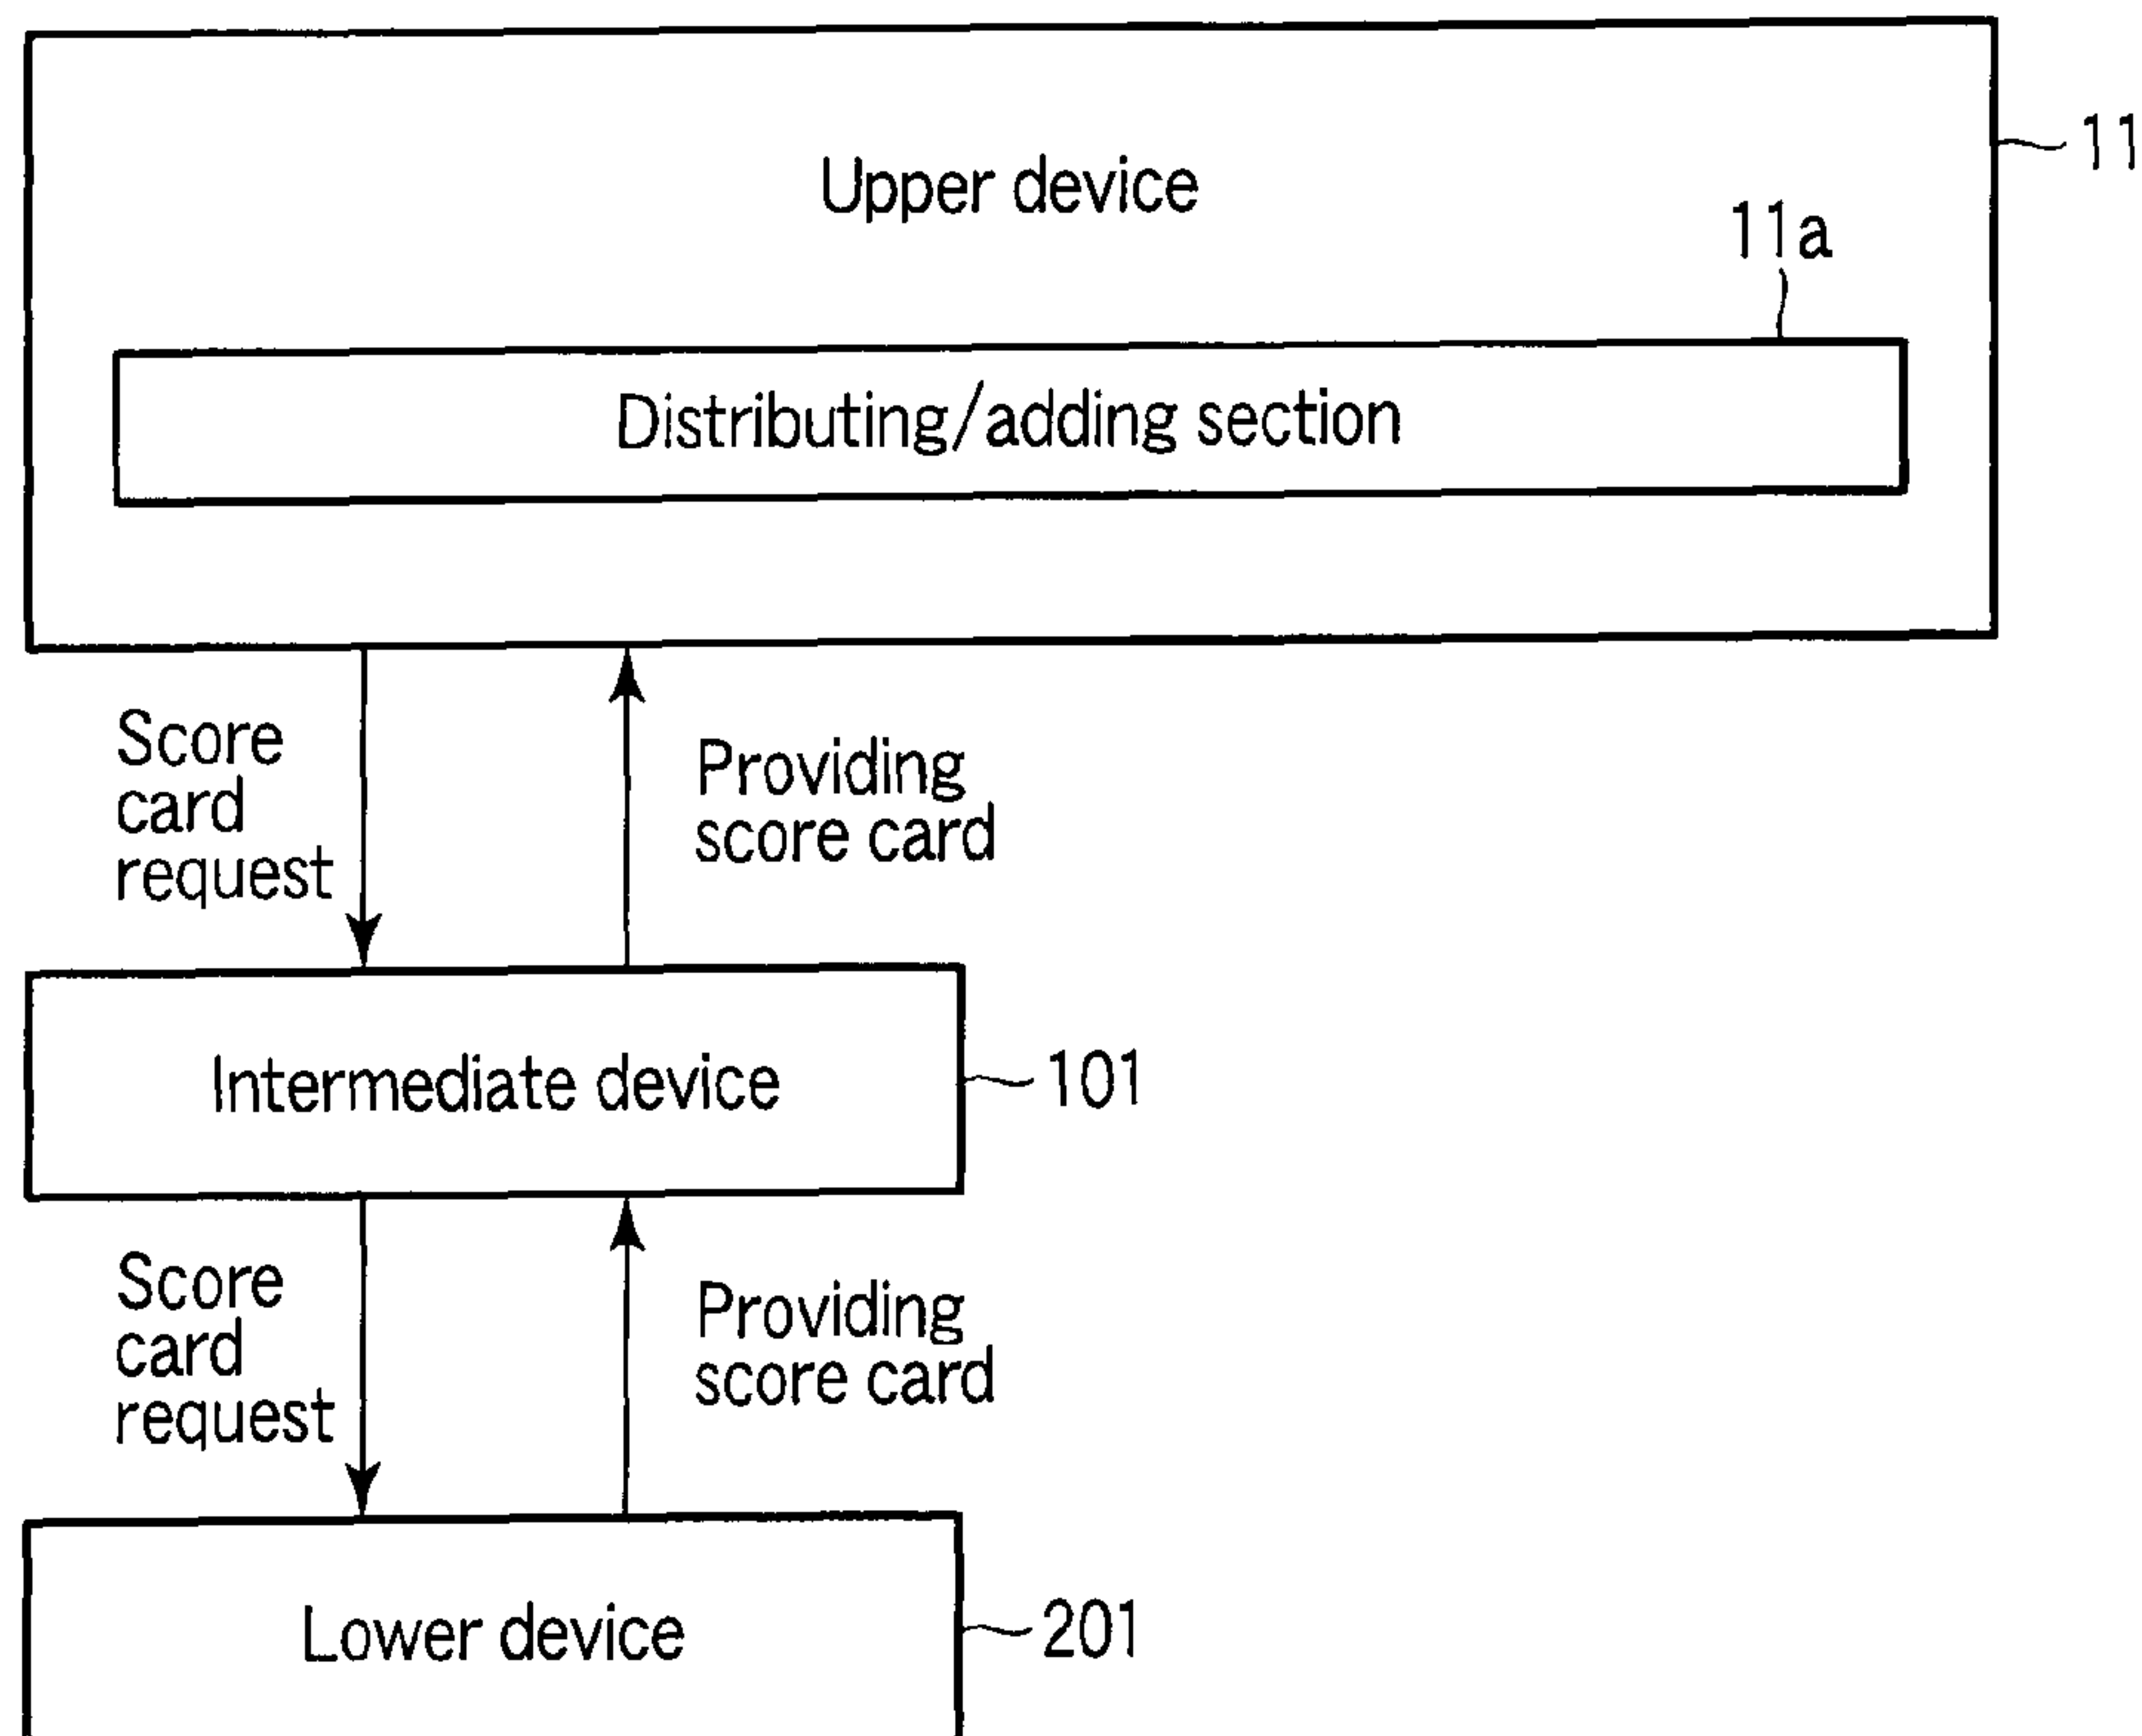 Upper device
11
11a
Distributing/adding section
Score
card
request
Providing
score card
Intermediate device
101
Score
card
request
Providing
score card
Lower device
201